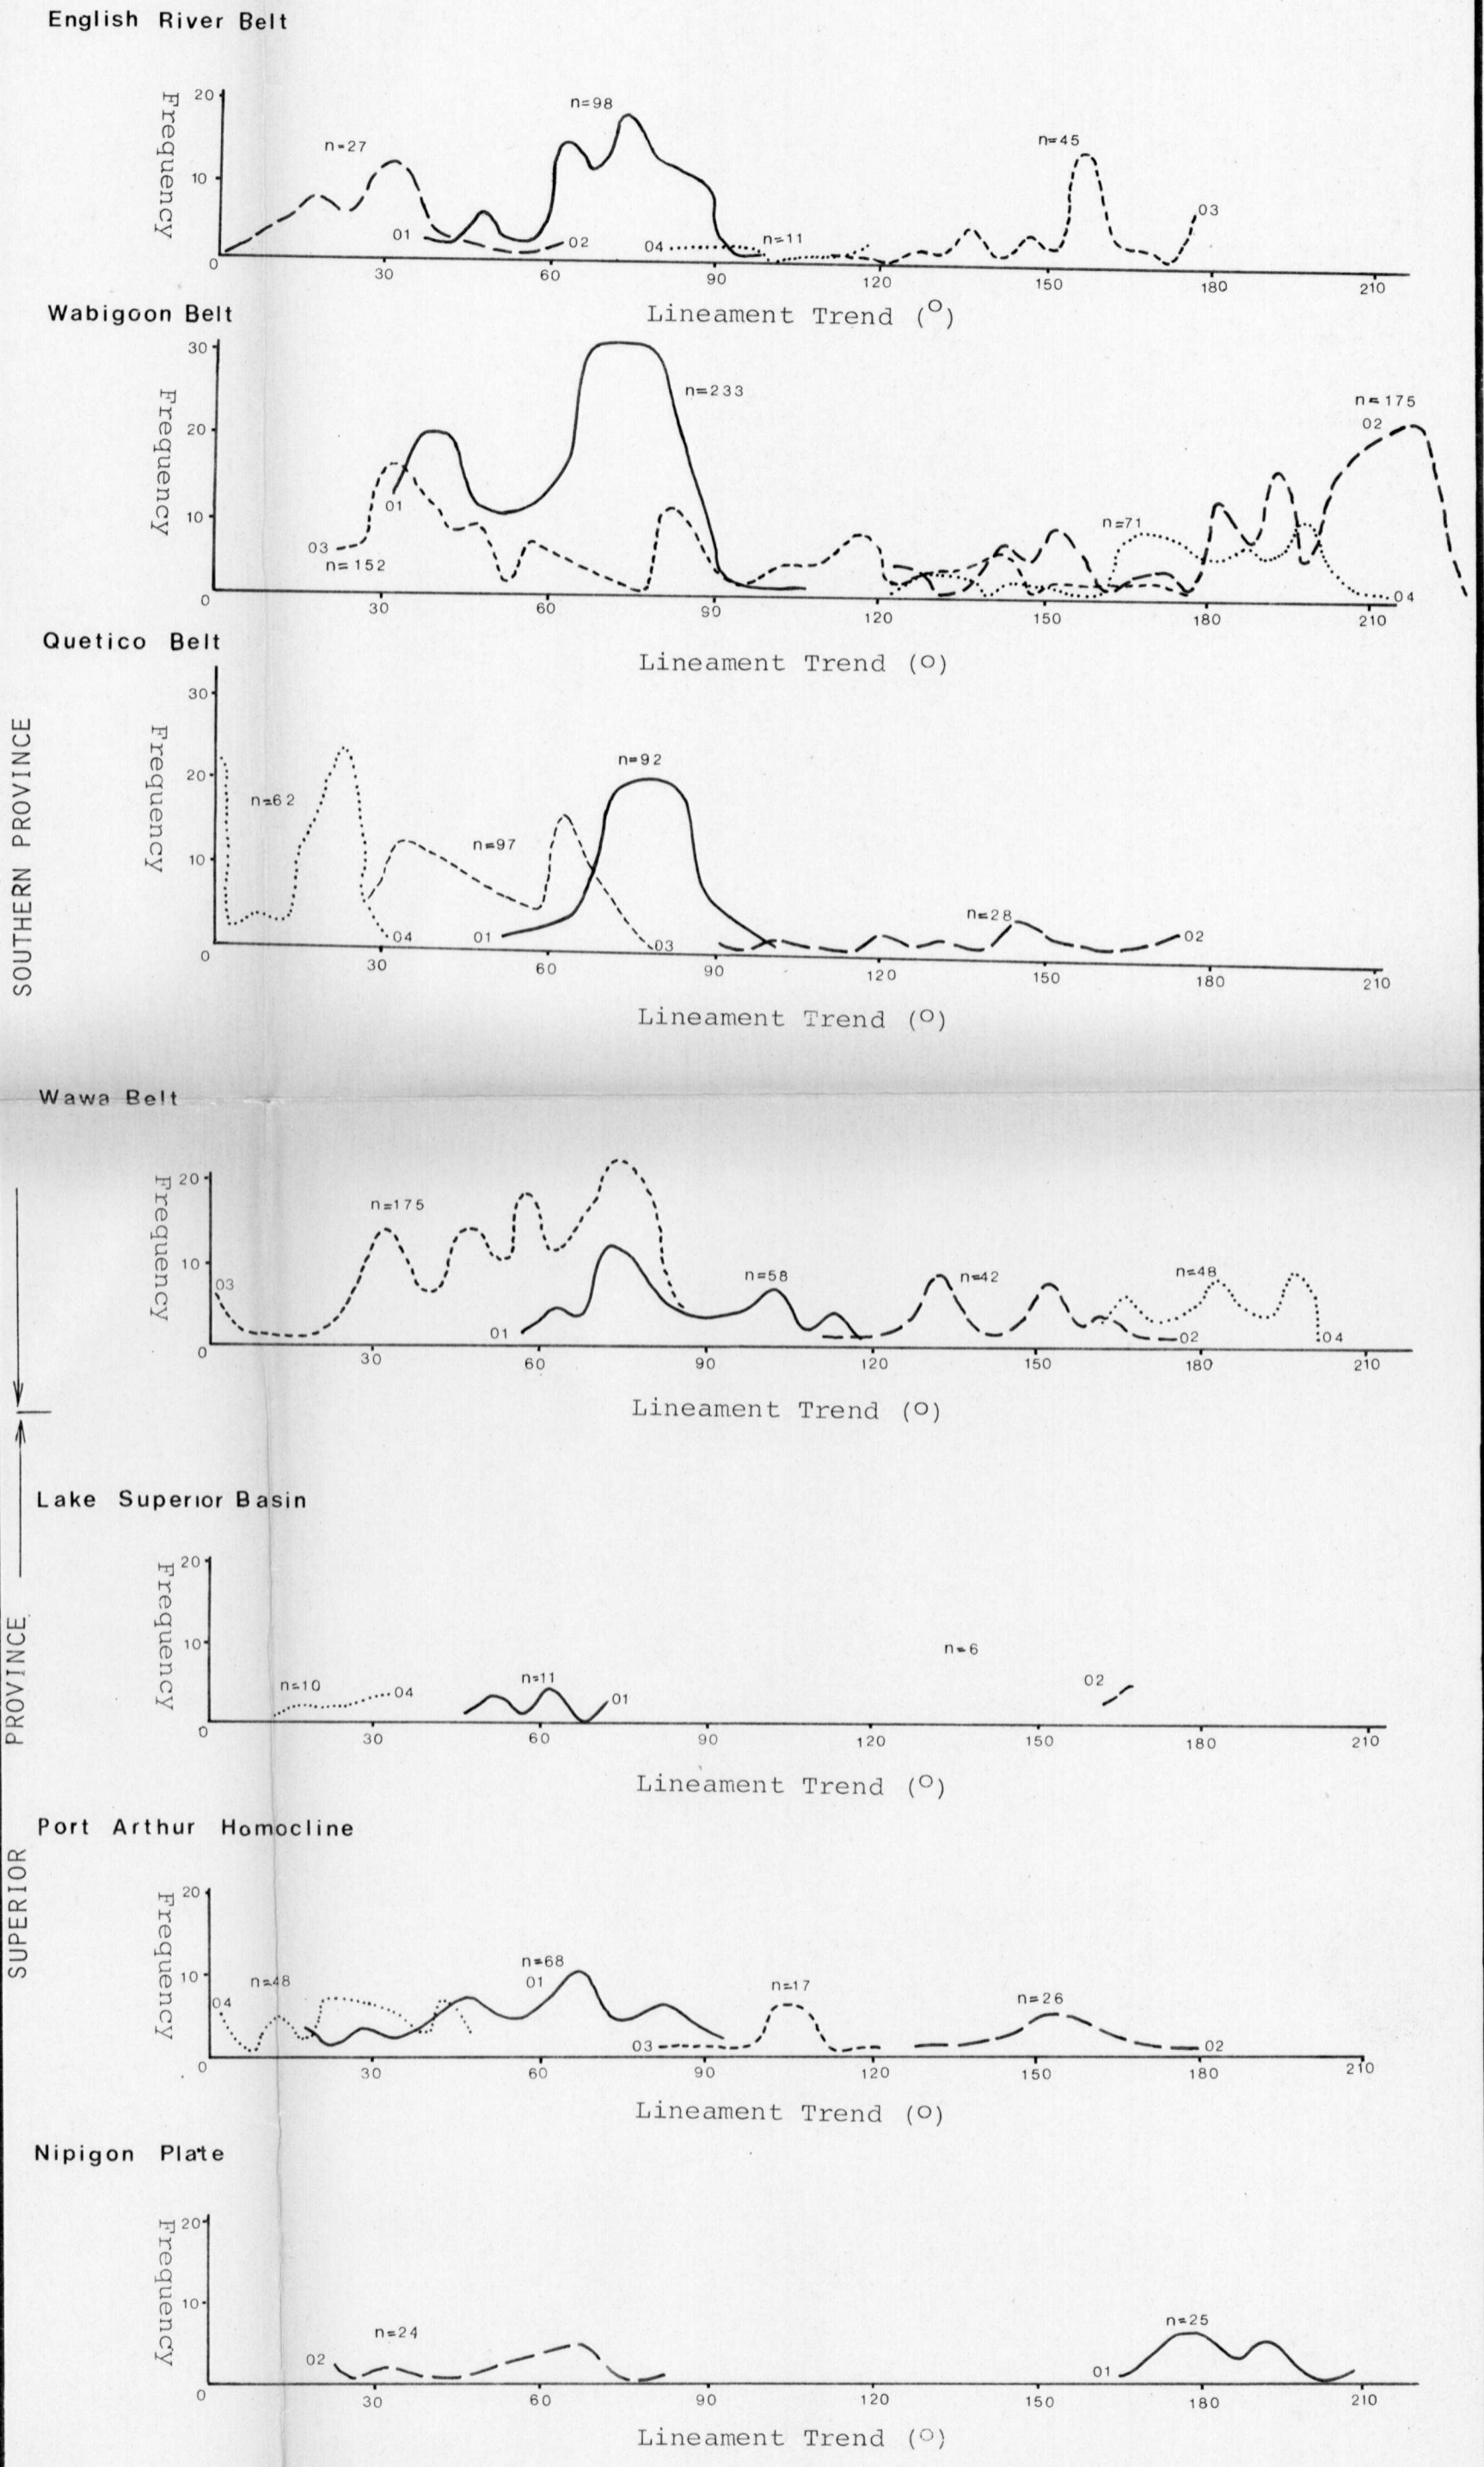 English River Belt
Frequency
20
10
0
n=27
n=98
n=45
01
02
04
n=11
03
30
60
90
120
150
180
210
Lineament Trend (O)
Wabigoon Belt
Frequency
30
20
10
0
n=233
n=175
02
01
03
n=152
n=71
04
30
60
90
120
150
180
210
Lineament Trend (O)
Quetico Belt
Frequency
30
20
10
0
n=62
n=97
n=92
n=28
04
01
03
02
30
60
90
120
150
180
210
Lineament Trend (O)
SOUTHERN PROVINCE
Wawa Belt
Frequency
20
10
0
03
n=175
01
n=58
n=42
n=48
02
04
30
60
90
120
150
180
210
Lineament Trend (O)
Lake Superior Basin
Frequency
20
10
0
n=10
04
n=11
01
n=6
02
30
60
90
120
150
180
210
Lineament Trend (O)
SUPERIOR PROVINCE
Port Arthur Homocline
Frequency
20
10
0
04
n=48
n=68
01
03
n=17
n=26
02
30
60
90
120
150
180
210
Lineament Trend (O)
Nipigon Plate
Frequency
20
10
0
02
n=24
01
n=25
30
60
90
120
150
180
210
Lineament Trend (O)